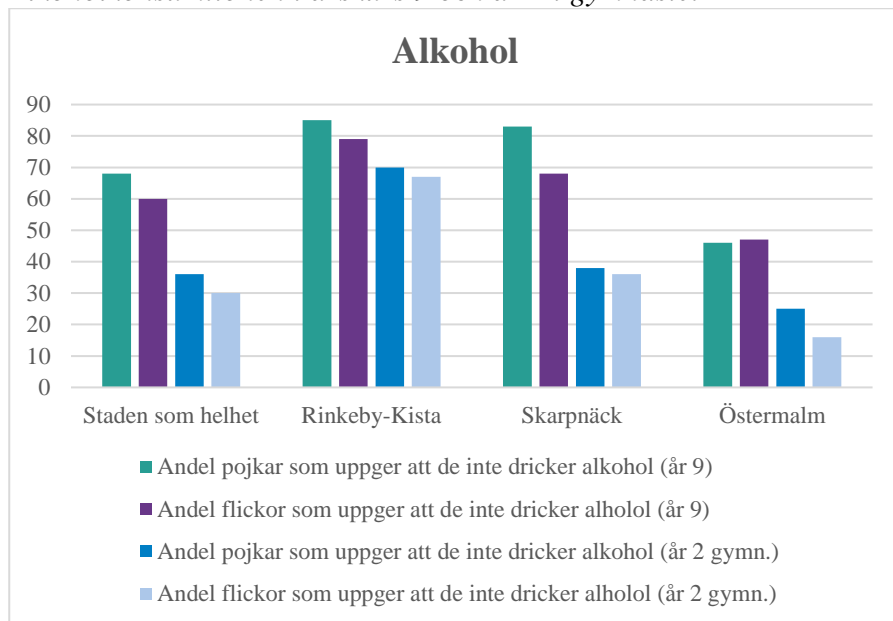 Alkohol
90
80
70
60
50
40
30
20
10
0
Staden som helhet Rinkeby-Kista Skarpnäck Östermalm
Andel pojkar som uppger att de inte dricker alkohol (år 9)
Andel flickor som uppger att de inte dricker alholol (år 9)
Andel pojkar som uppger att de inte dricker alkohol (år 2 gymn.)
Andel flickor som uppger att de inte dricker alholol (år 2 gymn.)